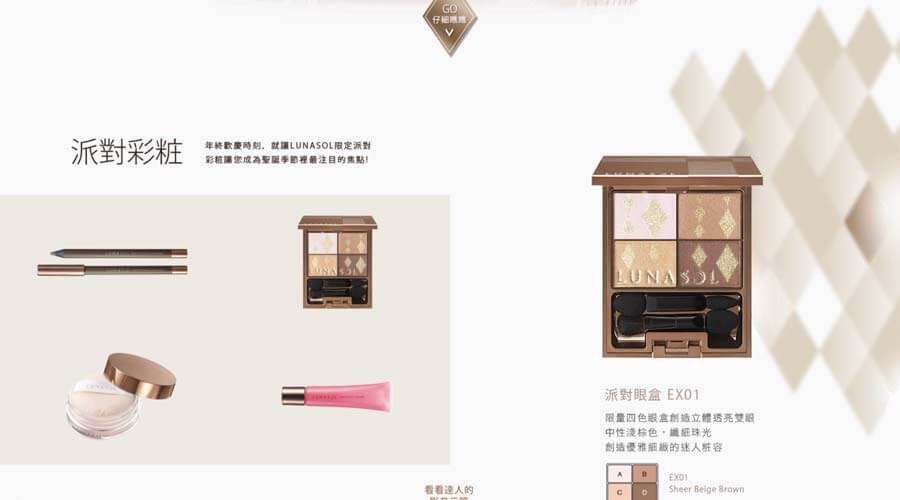 GO
仔細瞧瞧
派對彩粧
年終歡慶時刻，就讓LUNASOL限定派對
彩粧讓您成為聖誕季節裡最注目的焦點!
LUNASOL
LUNASOL
LUNASOL
LUNASOL
派對眼盒 EX01
限量四色眼盒創造立體透亮雙眼
中性淺棕色，纖細珠光
創造優雅細緻的迷人粧容
A B
C D
EX01
Sheer Beige Brown
看看達人的